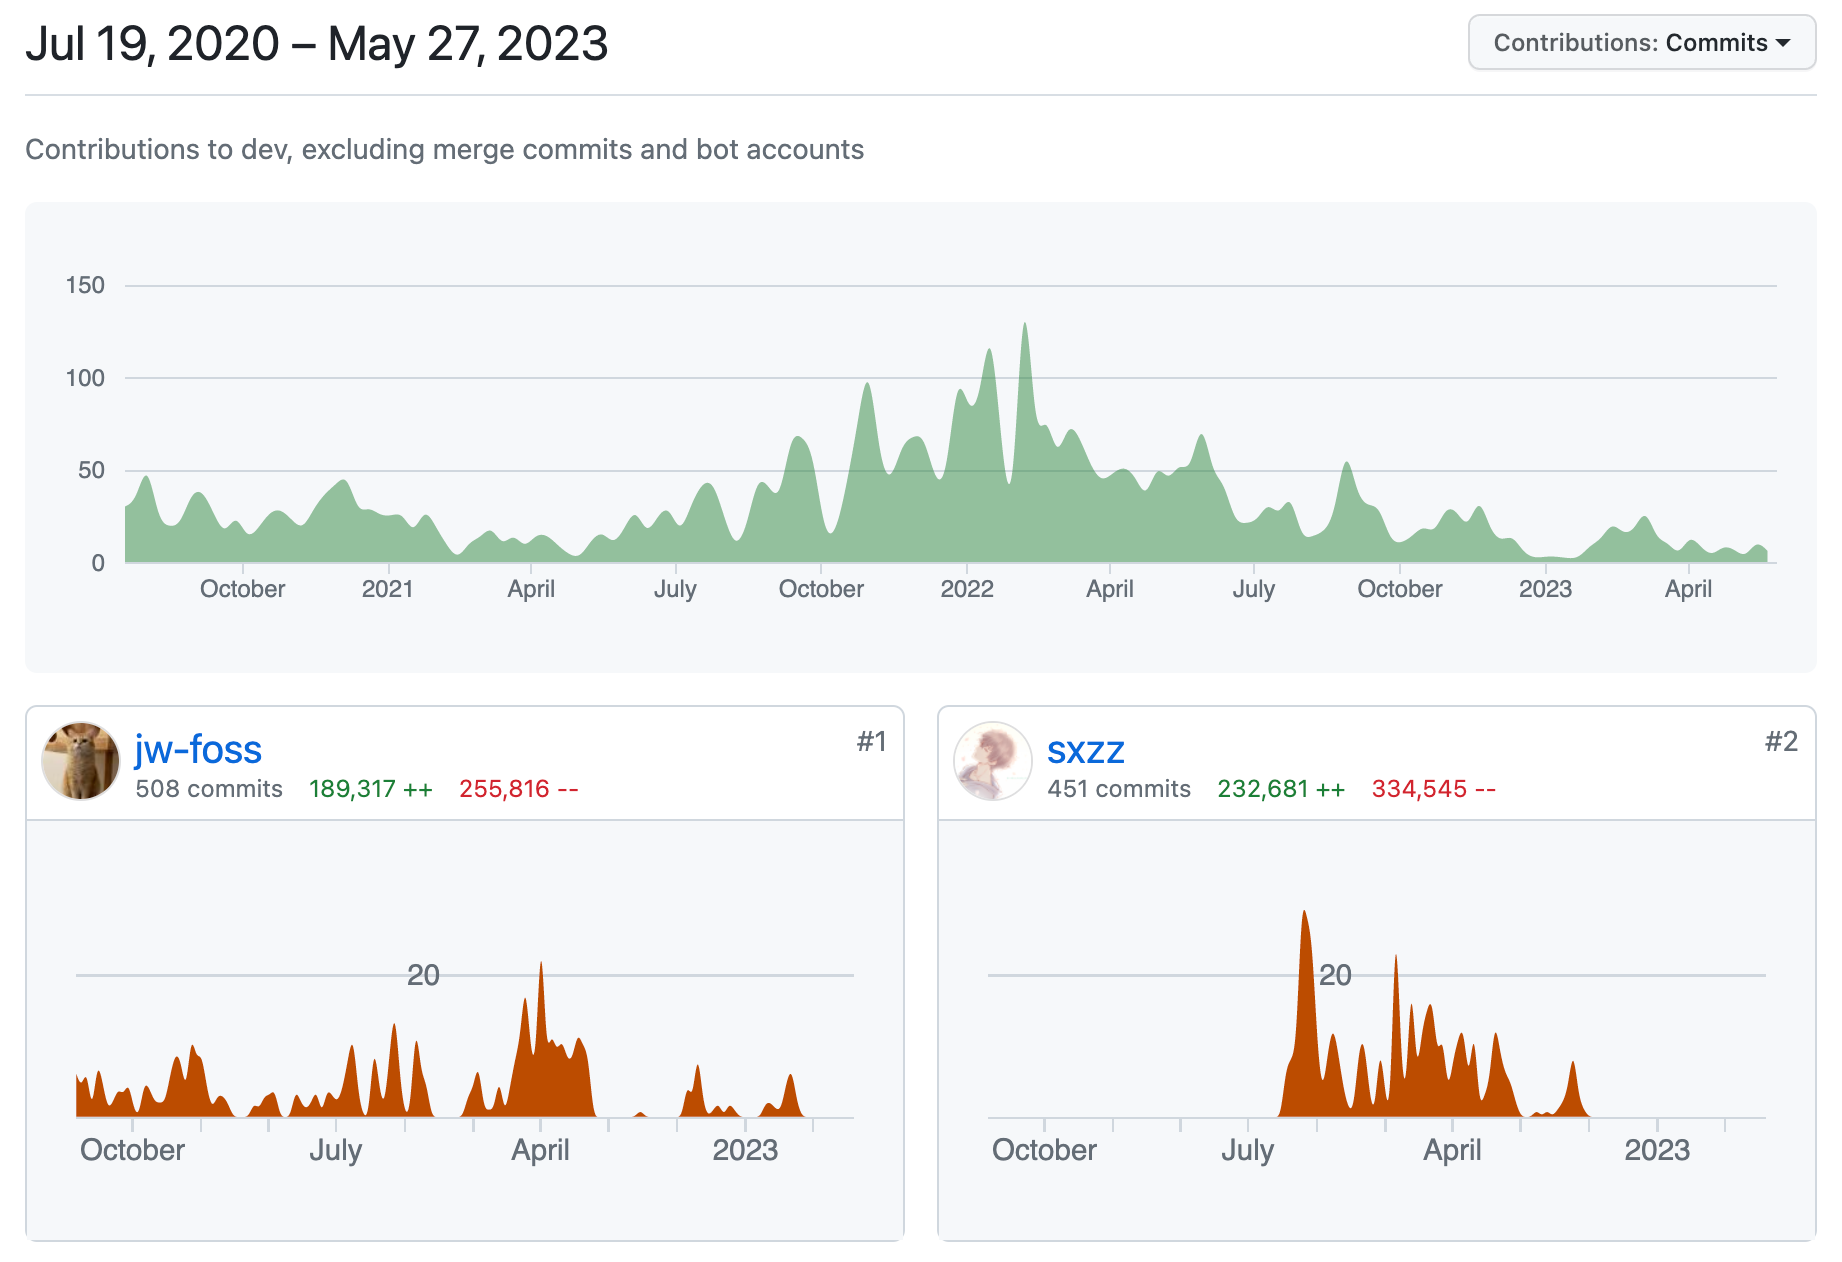 Jul 19, 2020 – May 27, 2023
Contributions: Commits
Contributions to dev, excluding merge commits and bot accounts
150
100
50
0
October 2021 April July October 2022 April July October 2023 April
jw-foss
#1
508 commits 189,317 ++ 255,816 --
20
October July April 2023
sxzz
#2
451 commits 232,681 ++ 334,545 --
20
October July April 2023